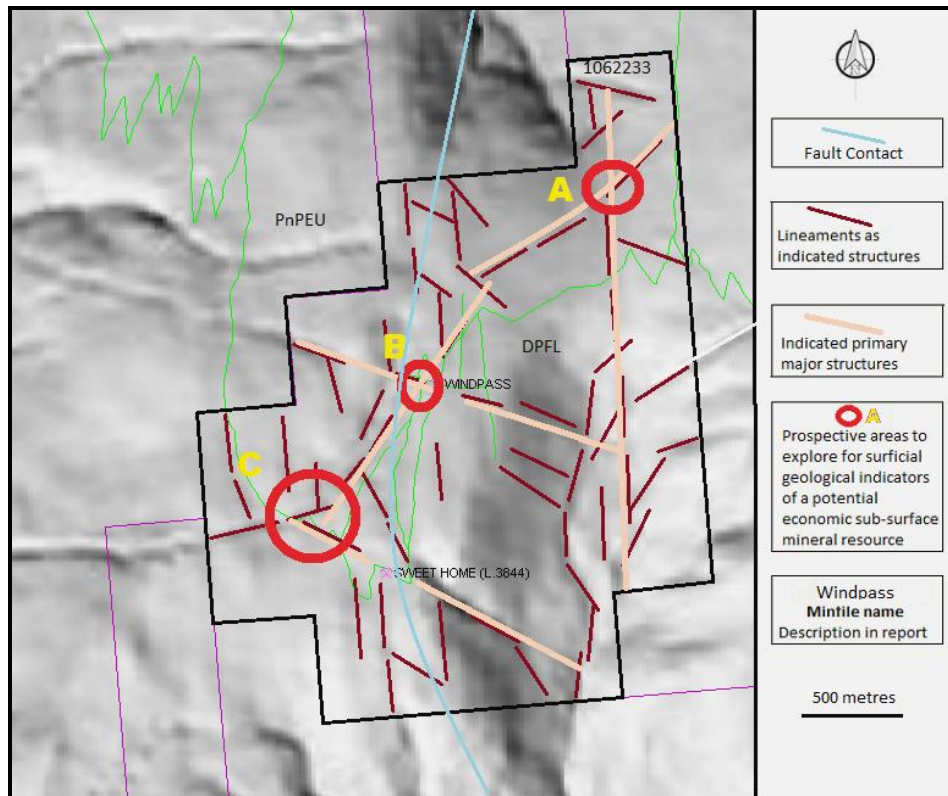 1062233
A
PnPEU
B
DPFL
WINDPASS
C
SWEET HOME (L.3844)
Fault Contact
Lineaments as
indicated structures
Indicated primary
major structures
A
Prospective areas to
explore for surficial
geological indicators
of a potential
economic sub-surface
mineral resource
Windpass
Mintile name
Description in report
500 metres